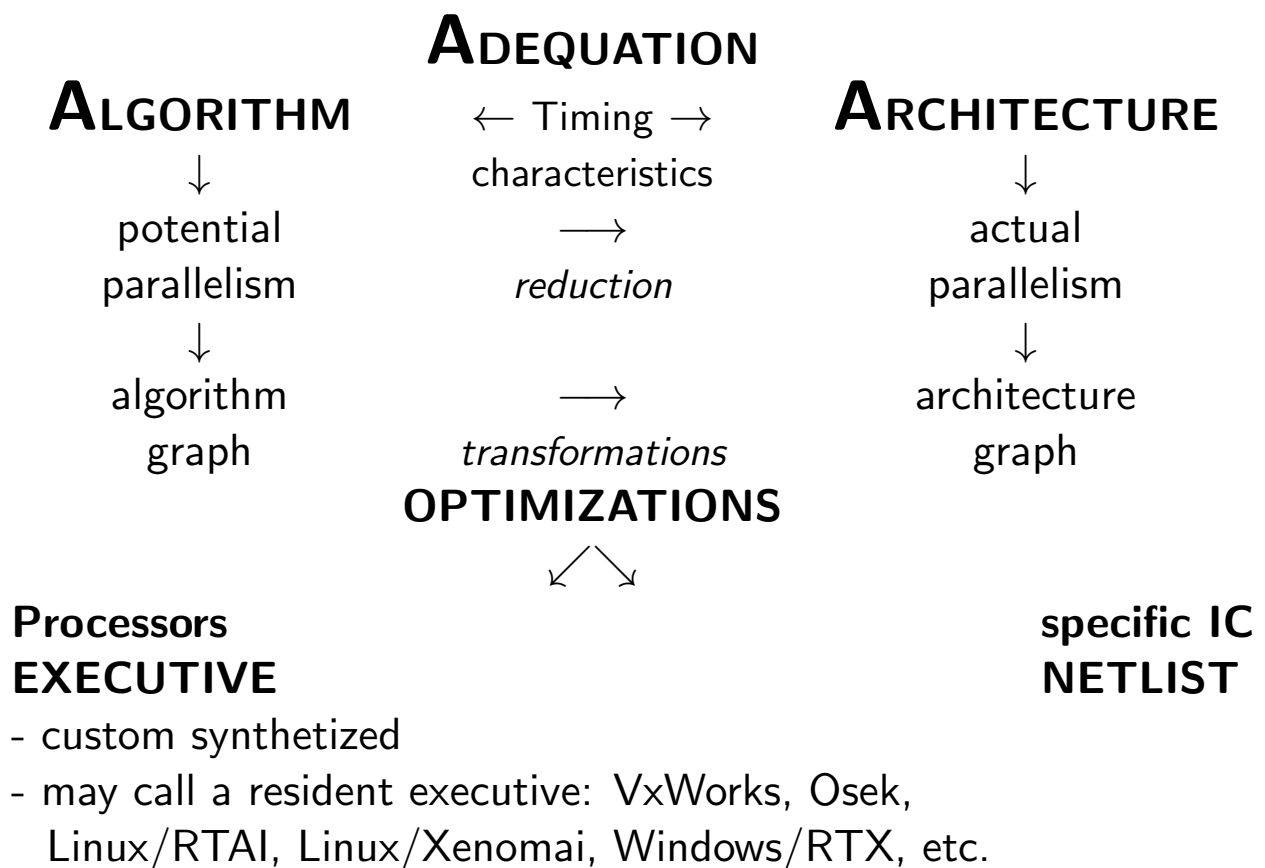 ADEQUATION
ALGORITHM ← Timing → ARCHITECTURE
↓ characteristics ↓
potential → actual
parallelism reduction parallelism
↓ ↓
algorithm → architecture
graph transformations graph
OPTIMIZATIONS
↙↘
Processors specific IC
EXECUTIVE NETLIST
- custom synthetized
- may call a resident executive: VxWorks, Osek,
Linux/RTAI, Linux/Xenomai, Windows/RTX, etc.